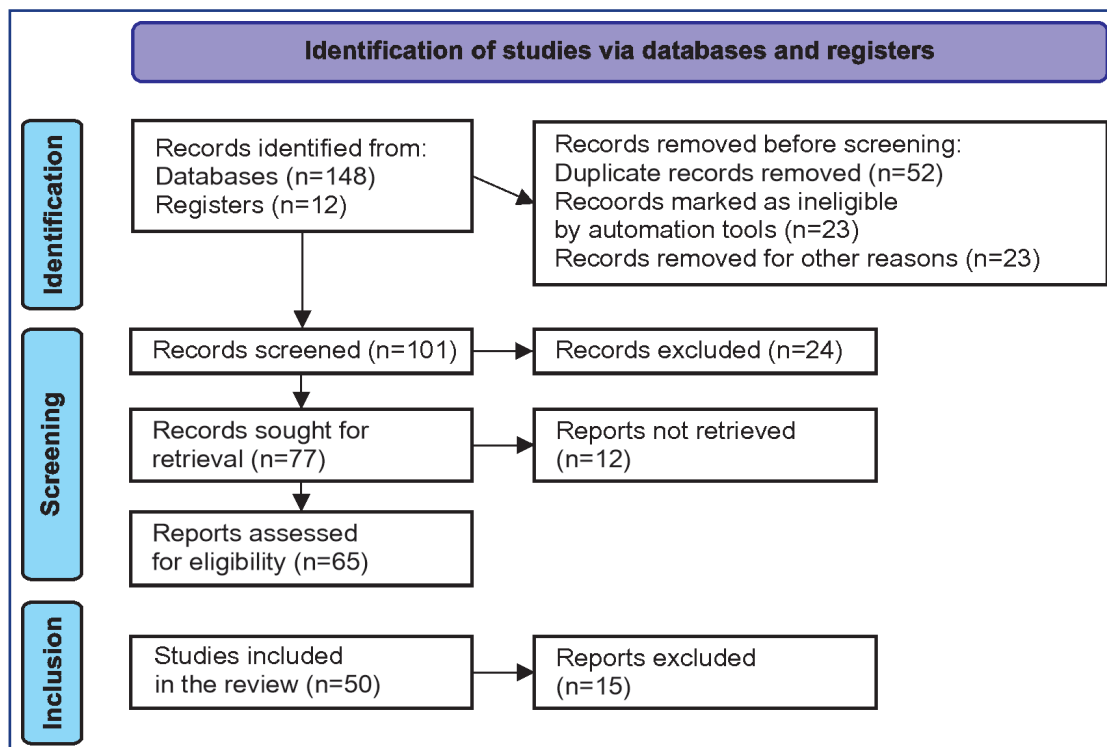 Identification of studies via databases and registers
Identification
Records identified from:
Databases (n=148)
Registers (n=12)
Records removed before screening:
Duplicate records removed (n=52)
Recoords marked as ineligible
by automation tools (n=23)
Records removed for other reasons (n=23)
Screening
Records screened (n=101)
Records excluded (n=24)
Records sought for
retrieval (n=77)
Reports not retrieved
(n=12)
Reports assessed
for eligibility (n=65)
Inclusion
Studies included
in the review (n=50)
Reports excluded
(n=15)